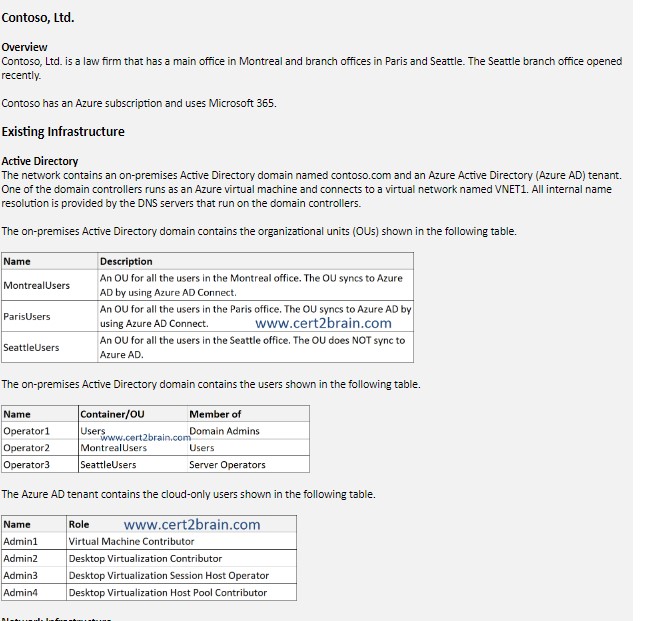 Contoso, Ltd.
Overview
Contoso, Ltd. is a law firm that has a main office in Montreal and branch offices in Paris and Seattle. The Seattle branch office opened
recently.
Contoso has an Azure subscription and uses Microsoft 365.
Existing Infrastructure
Active Directory
The network contains an on-premises Active Directory domain named contoso.com and an Azure Active Directory (Azure AD) tenant.
One of the domain controllers runs as an Azure virtual machine and connects to a virtual network named VNET1. All internal name
resolution is provided by the DNS servers that run on the domain controllers.
The on-premises Active Directory domain contains the organizational units (OUs) shown in the following table.
Name Description
MontrealUsers An OU for all the users in the Montreal office. The OU syncs to Azure
AD by using Azure AD Connect.
ParisUsers An OU for all the users in the Paris office. The OU syncs to Azure AD by
using Azure AD Connect. www.cert2brain.com
SeattleUsers An OU for all the users in the Seattle office. The OU does NOT sync to
Azure AD.
The on-premises Active Directory domain contains the users shown in the following table.
Name Container/OU Member of
Operator1 Users Domain Admins
www.cert2brain.com
Operator2 MontrealUsers Users
Operator3 SeattleUsers Server Operators
The Azure AD tenant contains the cloud-only users shown in the following table.
Name Role www.cert2brain.com
Admin1 Virtual Machine Contributor
Admin2 Desktop Virtualization Contributor
Admin3 Desktop Virtualization Session Host Operator
Admin4 Desktop Virtualization Host Pool Contributor